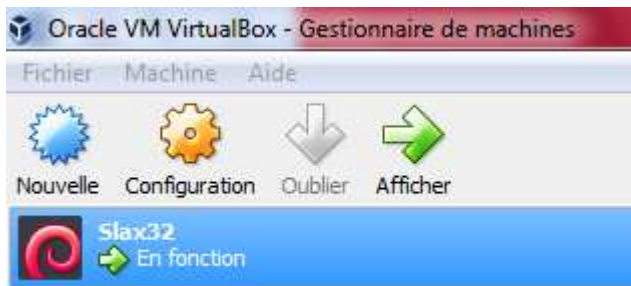 Oracle VM VirtualBox - Gestionnaire de machines
Fichier Machine Aide
Nouvelle Configuration Oublier Afficher
Slax32
En fonction